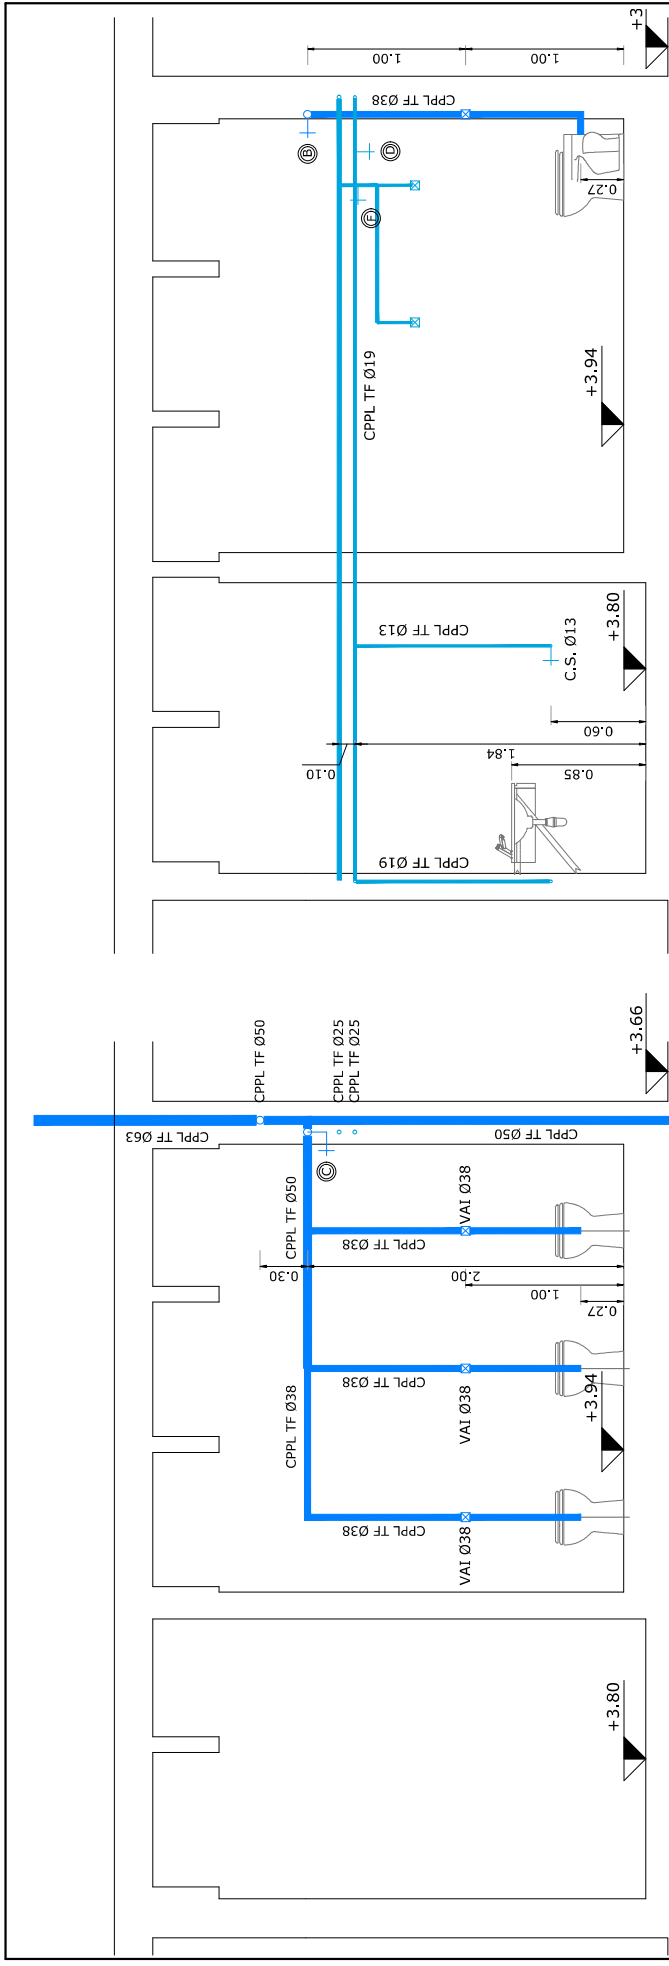 +3
1.00
1.00
CPPL TF Ø38
B
D
F
0.27
CPPL TF Ø19
+3.94
CPPL TF Ø13
C.S. Ø13
+3.80
0.60
1.84
0.10
0.85
CPPL TF Ø19
CPPL TF Ø50
CPPL TF Ø25
CPPL TF Ø25
+3.66
CPPL TF Ø63
CPPL TF Ø50
C
CPPL TF Ø50
VAI Ø38
CPPL TF Ø38
0.30
2.00
1.00
0.27
CPPL TF Ø38
CPPL TF Ø38
VAI Ø38
+3.94
CPPL TF Ø38
VAI Ø38
+3.80